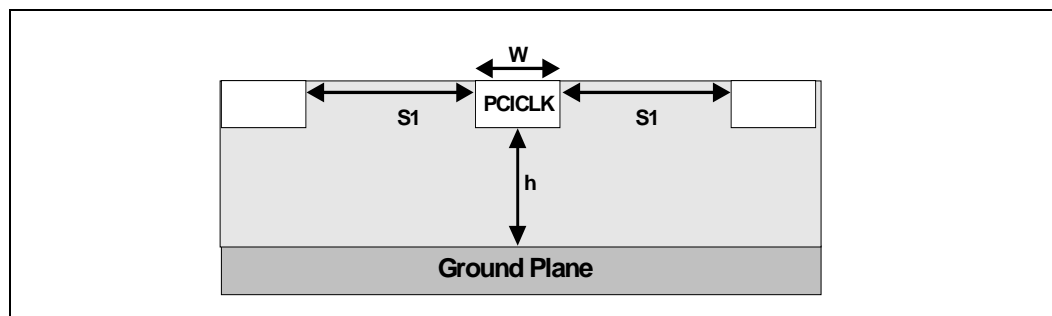 W
PCICLK
S1
S1
h
Ground Plane